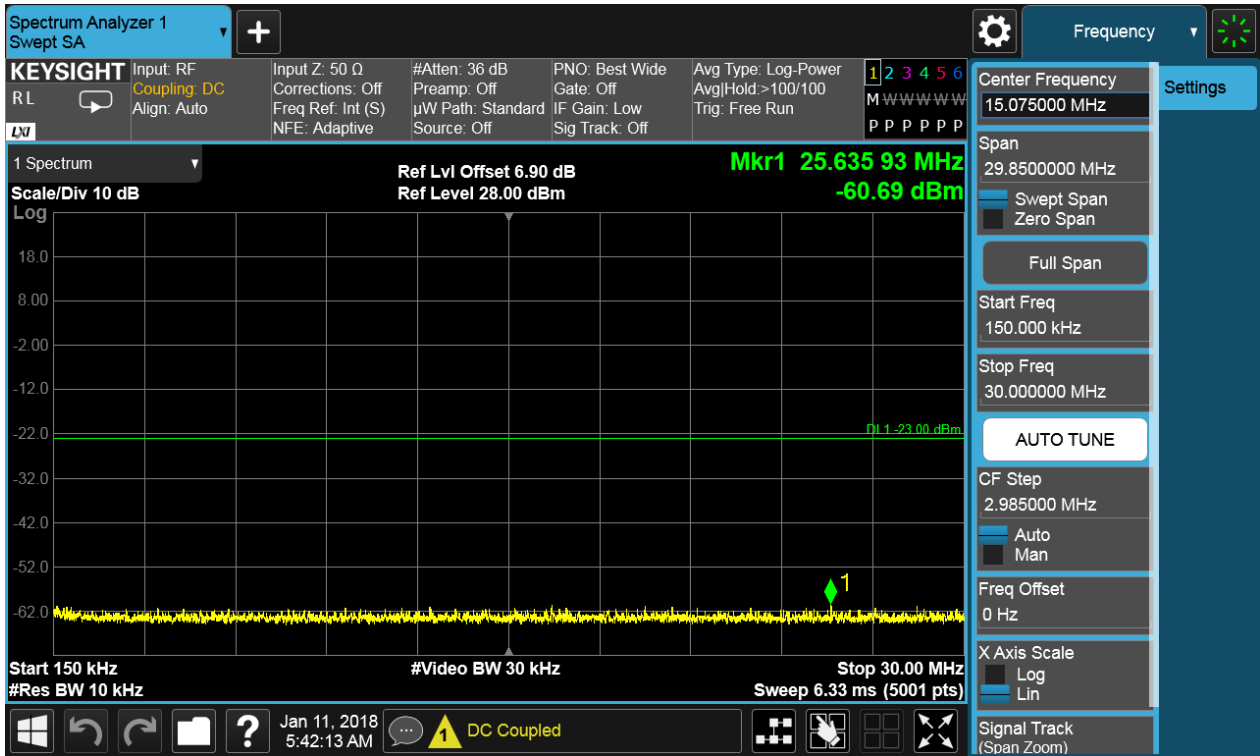 Spectrum Analyzer 1
Swept SA
Frequency
KEYSIGHT
RL
LXI
Input: RF
Coupling: DC
Align: Auto
Input Z: 50 Ω
Corrections: Off
Freq Ref: Int (S)
NFE: Adaptive
#Atten: 36 dB
Preamp: Off
µW Path: Standard
Source: Off
PNO: Best Wide
Gate: Off
IF Gain: Low
Sig Track: Off
Avg Type: Log-Power
Avg|Hold:>100/100
Trig: Free Run
1 2 3 4 5 6
M W W W W W
P P P P P P
1 Spectrum
Scale/Div 10 dB
Ref Lvl Offset 6.90 dB
Ref Level 28.00 dBm
Mkr1 25.635 93 MHz
-60.69 dBm
Log
18.0
8.00
-2.00
-12.0
-22.0
-32.0
-42.0
-52.0
-62.0
DL1 -23.00 dBm
1
Start 150 kHz
#Video BW 30 kHz
Stop 30.00 MHz
#Res BW 10 kHz
Sweep 6.33 ms (5001 pts)
?
Jan 11, 2018
5:42:13 AM
1
DC Coupled
Center Frequency
15.075000 MHz
Span
29.8500000 MHz
Swept Span
Zero Span
Full Span
Start Freq
150.000 kHz
Stop Freq
30.000000 MHz
AUTO TUNE
CF Step
2.985000 MHz
Auto
Man
Freq Offset
0 Hz
X Axis Scale
Log
Lin
Signal Track
(Span Zoom)
Settings